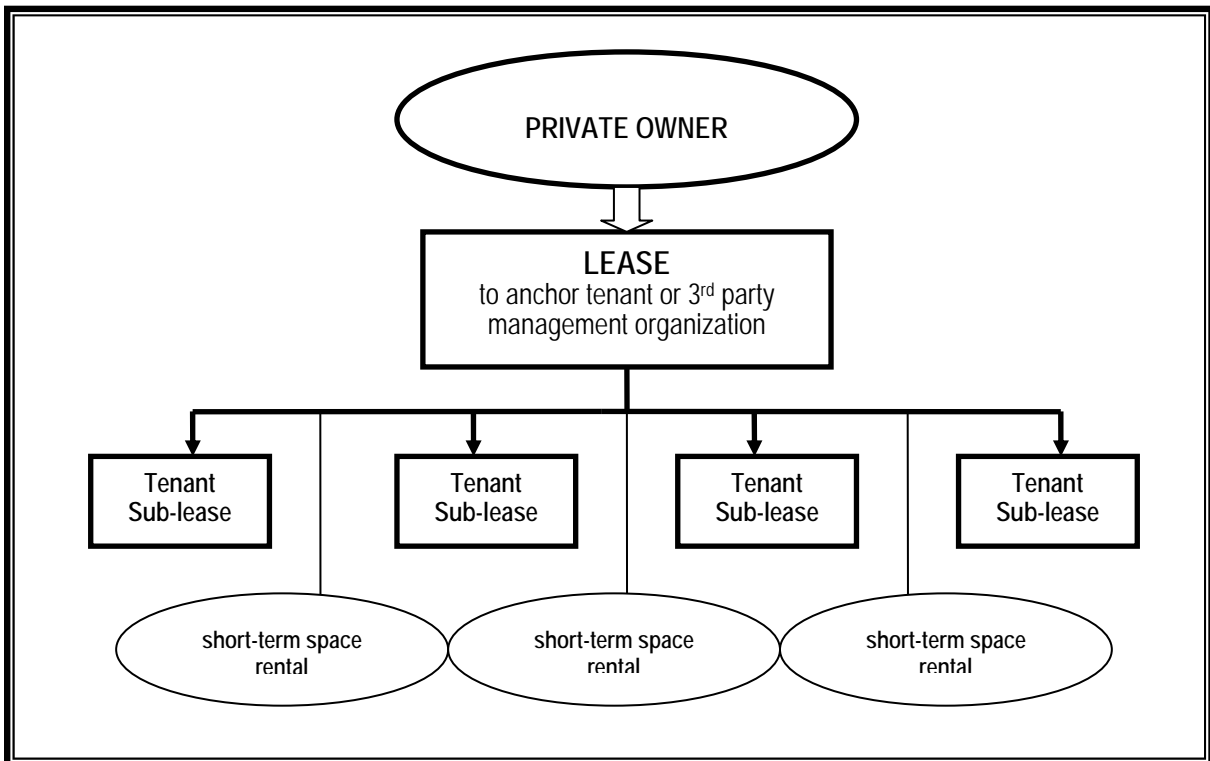 PRIVATE OWNER
LEASE
to anchor tenant or 3rd party
management organization
Tenant
Sub-lease
Tenant
Sub-lease
Tenant
Sub-lease
Tenant
Sub-lease
short-term space
rental
short-term space
rental
short-term space
rental